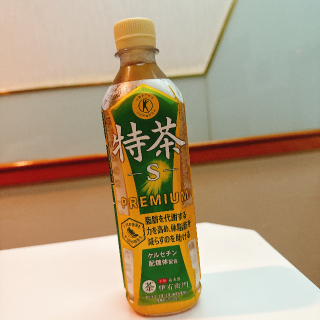 特茶
S
PREMIUM
脂肪を代謝する
力を高め、体脂肪を
減らすのを助ける
ケルセチン
配糖体配合
茶
伊右衛門